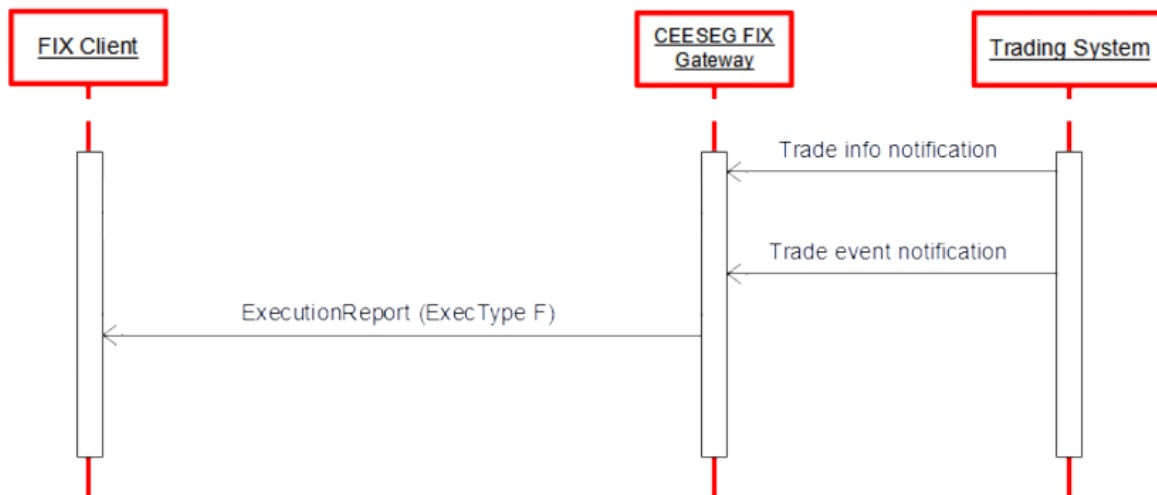 FIX Client
CEESEG FIX
Gateway
Trading System
Trade info notification
Trade event notification
ExecutionReport (ExecType F)